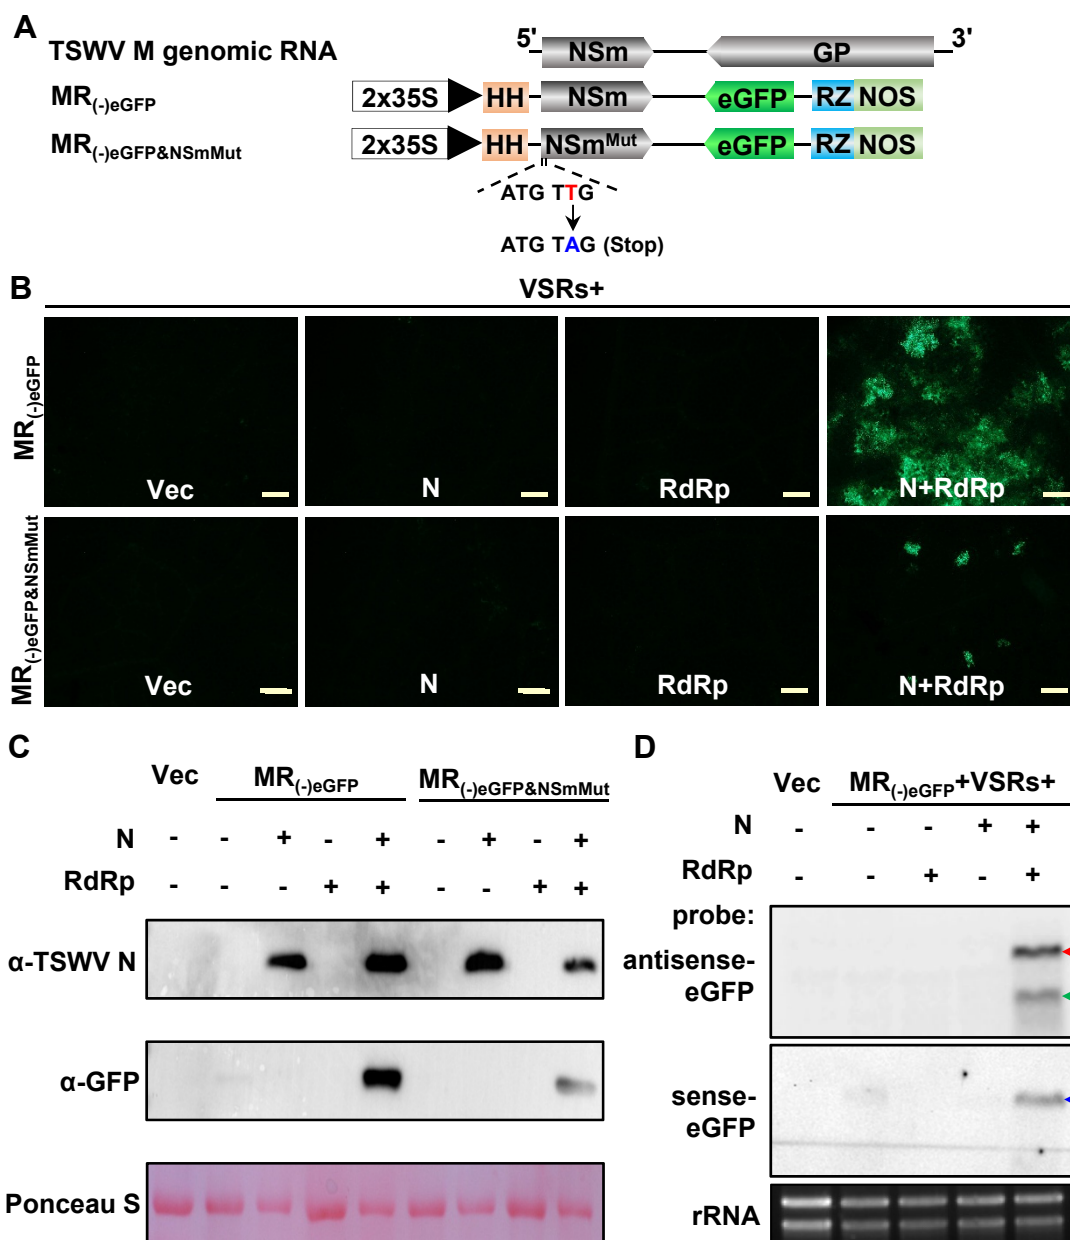 A
TSWV M genomic RNA 5' NSm GP 3'
MR(-)eGFP 2x35S HH NSm eGFP RZ NOS
MR(-)eGFP&NSmMut 2x35S HH NSmMut eGFP RZ NOS
ATG TTG
ATG TAG (Stop)
B
VSRs+
MR(-)eGFP
Vec N RdRp N+RdRp
MR(-)eGFP&NSmMut
Vec N RdRp N+RdRp
C
Vec MR(-)eGFP MR(-)eGFP&NSmMut
N - - + - + - + - +
RdRp - - - + + - - + +
α-TSWV N
α-GFP
Ponceau S
D
Vec MR(-)eGFP+VSRs+
N - - - + +
RdRp - - + - +
probe:
antisense-
eGFP
sense-
eGFP
rRNA